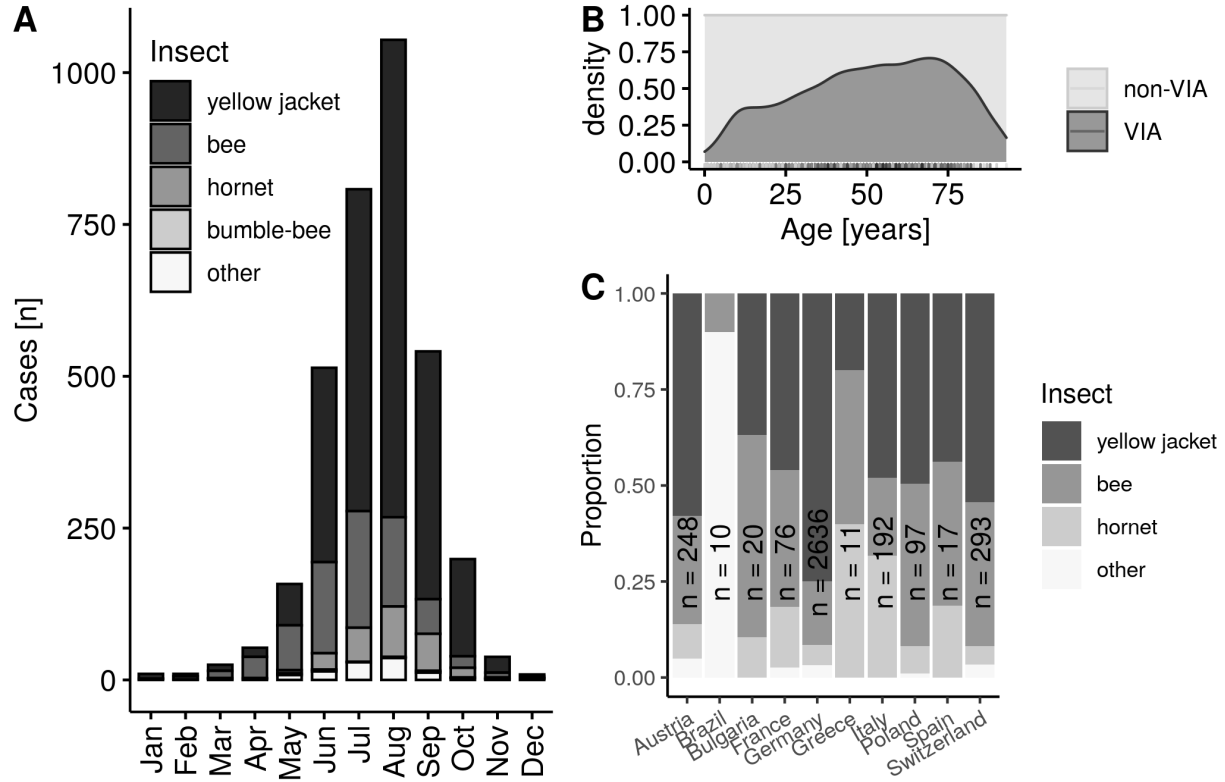 A
Insect
yellow jacket
bee
hornet
bumble-bee
other
Cases [n]
1000
750
500
250
0
Jan
Feb
Mar
Apr
May
Jun
Jul
Aug
Sep
Oct
Nov
Dec
B
density
1.00
0.75
0.50
0.25
0.00
0 25 50 75
Age [years]
non-VIA
VIA
C
Proportion
1.00
0.75
0.50
0.25
0.00
n = 248
n = 10
n = 20
n = 76
n = 2636
n = 11
n = 192
n = 97
n = 17
n = 293
Austria
Brazil
Bulgaria
France
Germany
Greece
Italy
Poland
Spain
Switzerland
Insect
yellow jacket
bee
hornet
other